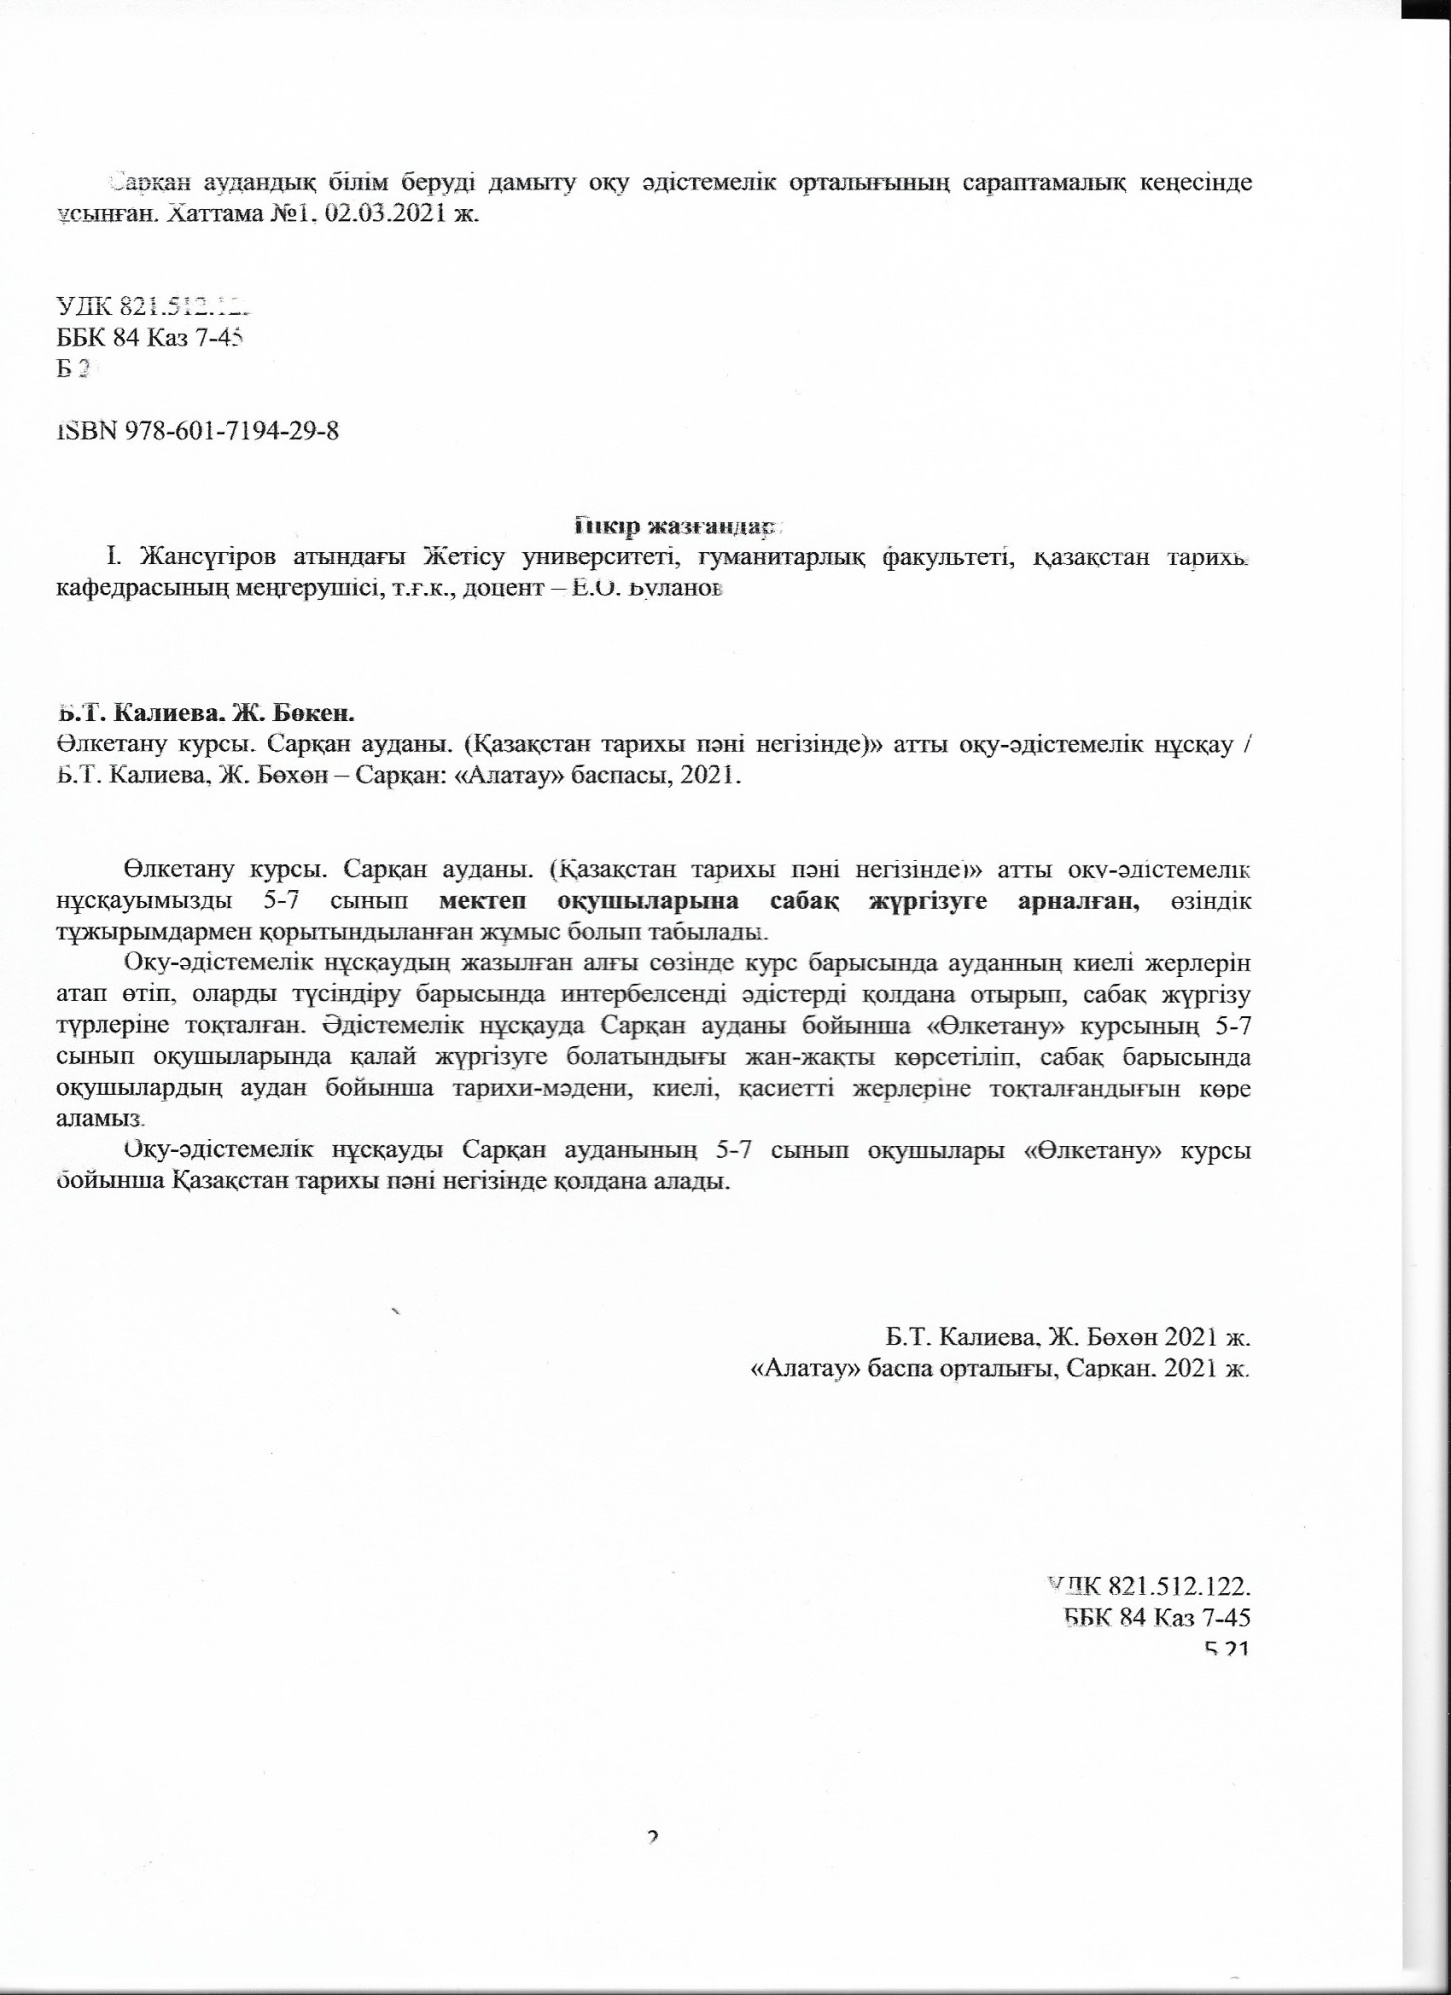 Сарқан аудандық білім беруді дамыту оқу әдістемелік орталығының сараптамалық кеңесінде
ұсынған. Хаттама №1. 02.03.2021 ж.
УДК 821.512.12
ББК 84 Каз 7-45
Б 2
ISBN 978-601-7194-29-8
Пікір жазғандар
І. Жансүгіров атындағы Жетісу университеті, гуманитарлық факультеті, Қазақстан тарихы
кафедрасының меңгерушісі, т.ғ.к., доцент – Е.О. Буланов
Б.Т. Калиева. Ж. Бөкен.
Өлкетану курсы. Сарқан ауданы. (Қазақстан тарихы пәні негізінде)» атты оқу-әдістемелік нұсқау /
Б.Т. Калиева, Ж. Бөхөн – Сарқан: «Алатау» баспасы, 2021.
Өлкетану курсы. Сарқан ауданы. (Қазақстан тарихы пәні негізінде)» атты оқу-әдістемелік
нұсқауымызды 5-7 сынып мектеп оқушыларына сабақ жүргізуге арналған, өзіндік
тұжырымдармен қорытындыланған жұмыс болып табылады.
Оқу-әдістемелік нұсқаудың жазылған алғы сөзінде курс барысында ауданның киелі жерлерін
атап өтіп, оларды түсіндіру барысында интербелсенді әдістерді қолдана отырып, сабақ жүргізу
түрлеріне тоқталған. Әдістемелік нұсқауда Сарқан ауданы бойынша «Өлкетану» курсының 5-7
сынып оқушыларында қалай жүргізуге болатындығы жан-жақты көрсетіліп, сабақ барысында
оқушылардың аудан бойынша тарихи-мәдени, киелі, қасиетті жерлеріне тоқталғандығын көре
аламыз.
Оқу-әдістемелік нұсқауды Сарқан ауданының 5-7 сынып оқушылары «Өлкетану» курсы
бойынша Қазақстан тарихы пәні негізінде қолдана алады.
Б.Т. Калиева, Ж. Бөхөн 2021 ж.
«Алатау» баспа орталығы, Сарқан. 2021 ж.
УДК 821.512.122.
ББК 84 Каз 7-45
Б 21
2